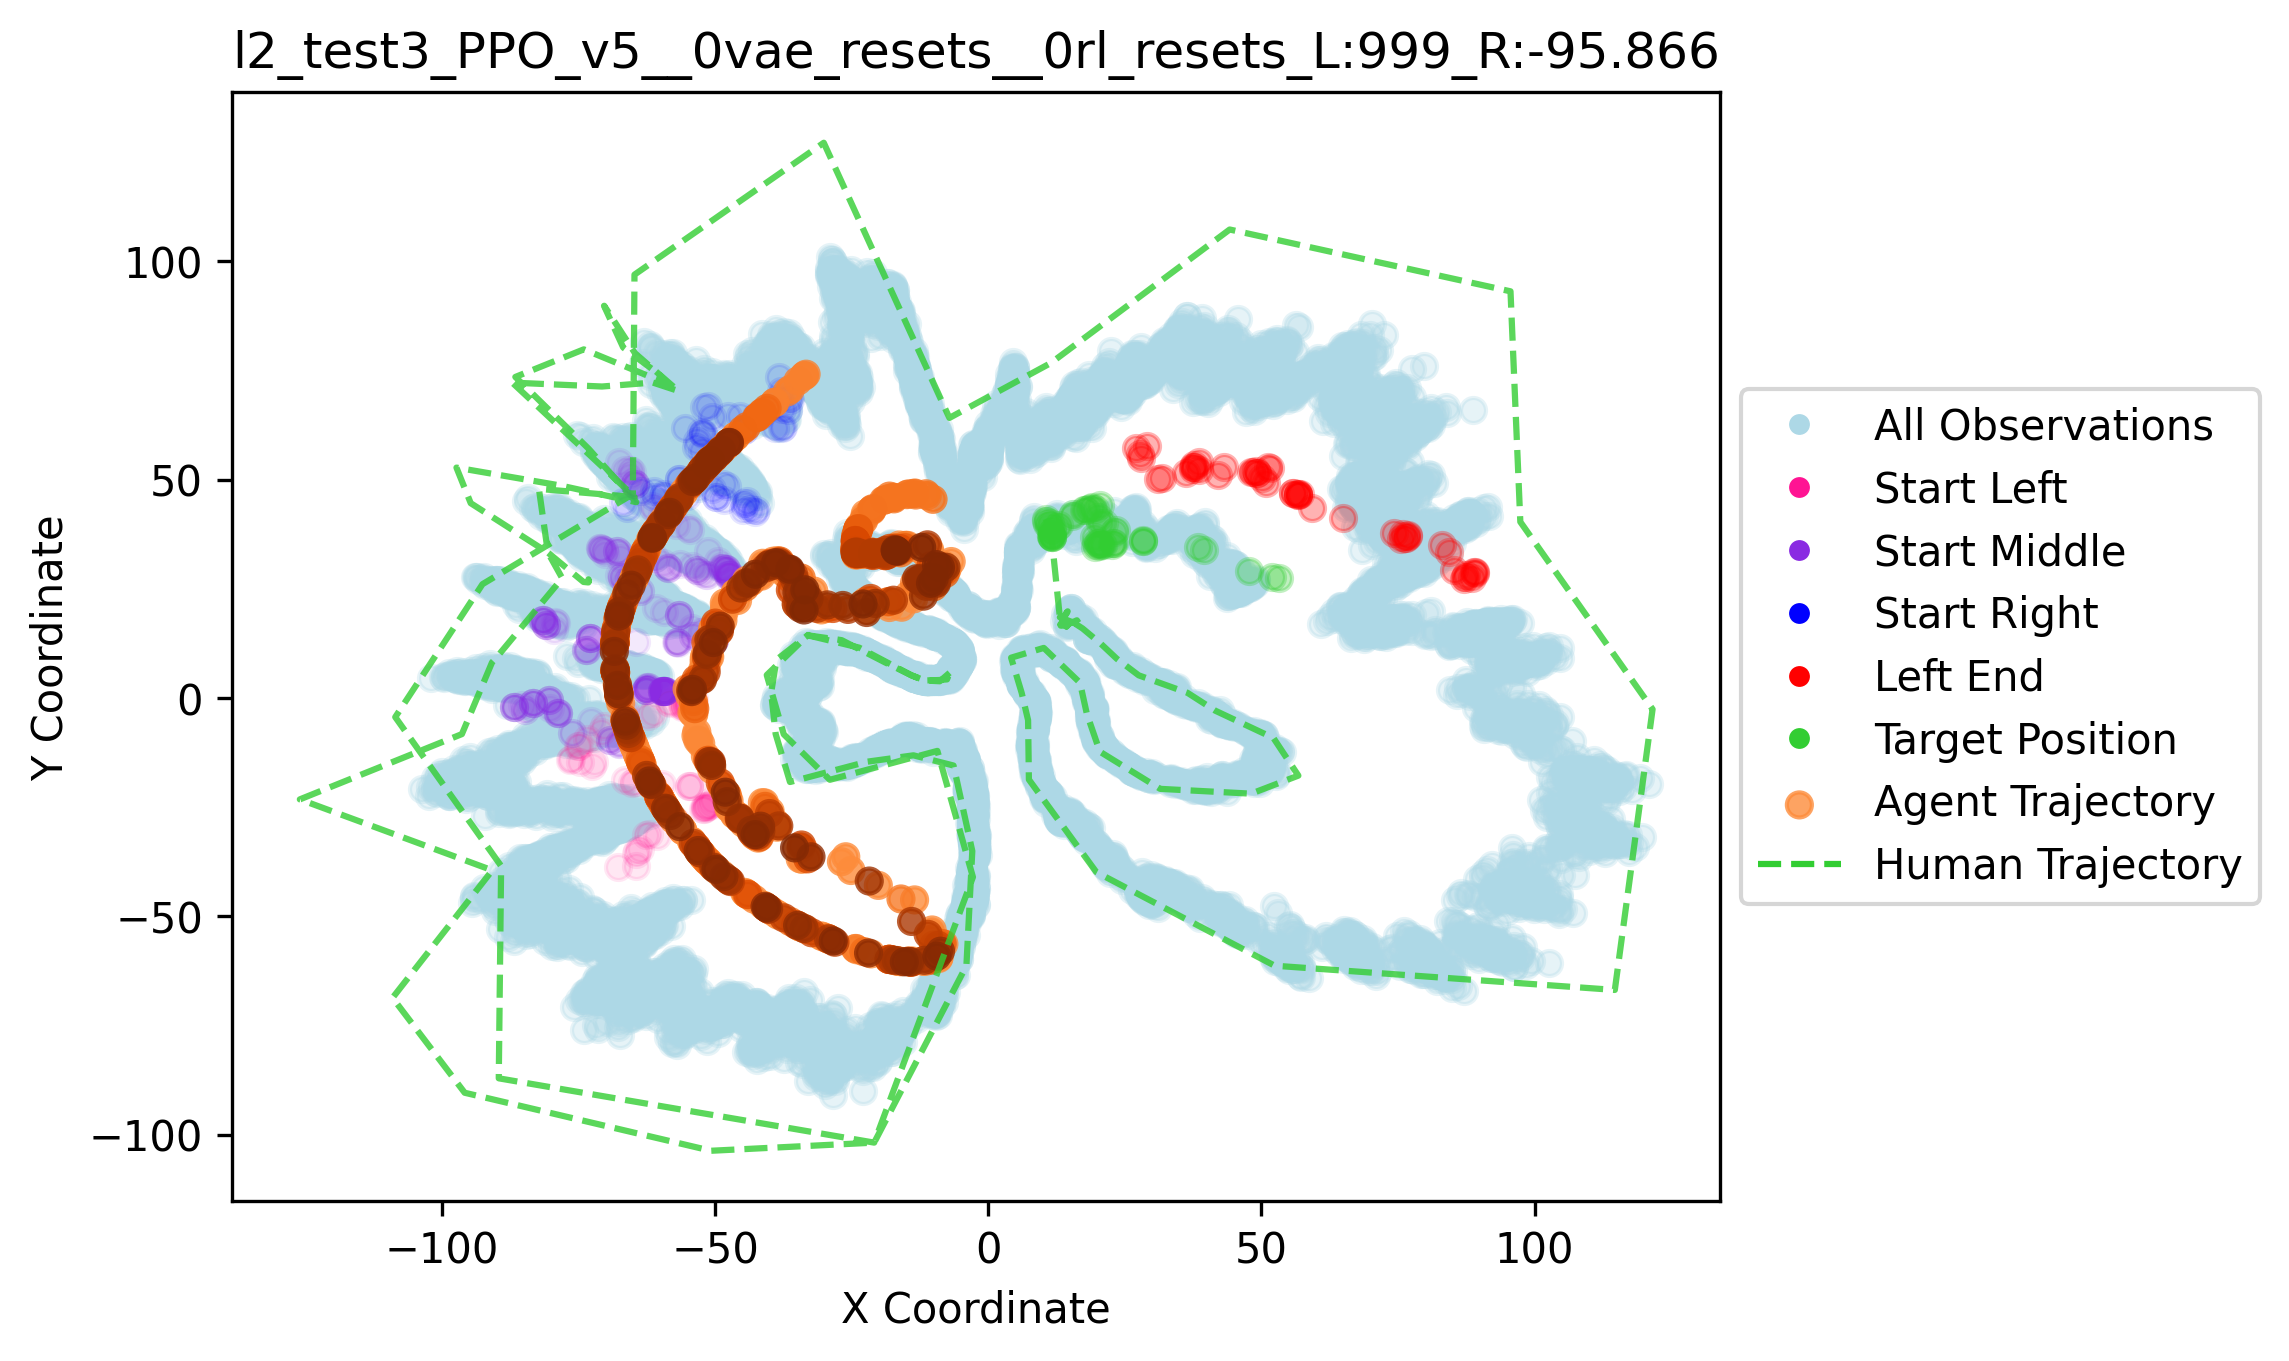 l2_test3_PPO_v5__0vae_resets__0rl_resets_L:999_R:-95.866
100
50
0
−50
−100
Y Coordinate
−100
−50
0
50
100
X Coordinate
All Observations
Start Left
Start Middle
Start Right
Left End
Target Position
Agent Trajectory
Human Trajectory